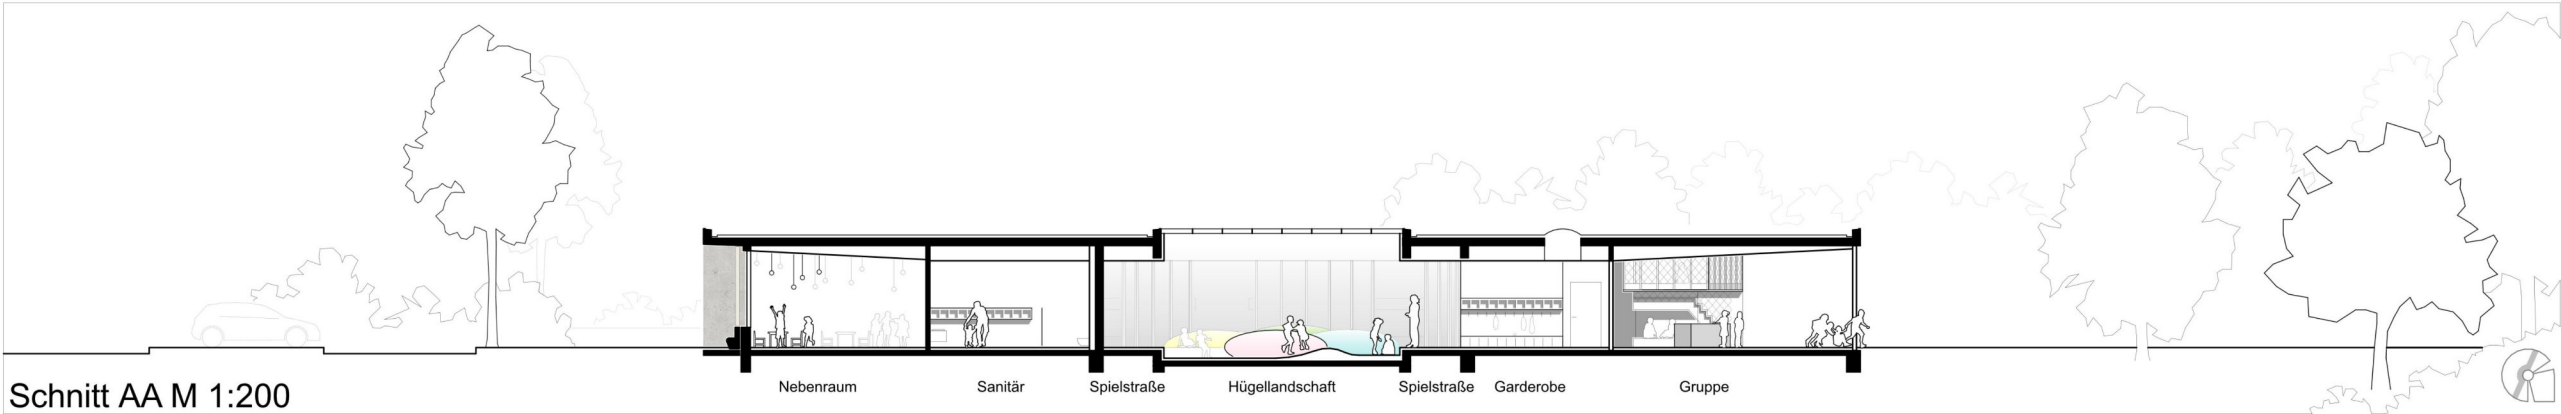 Nebenraum Sanitär Spielstraße Hügellandschaft Spielstraße Garderobe Gruppe
Schnitt AA M 1:200